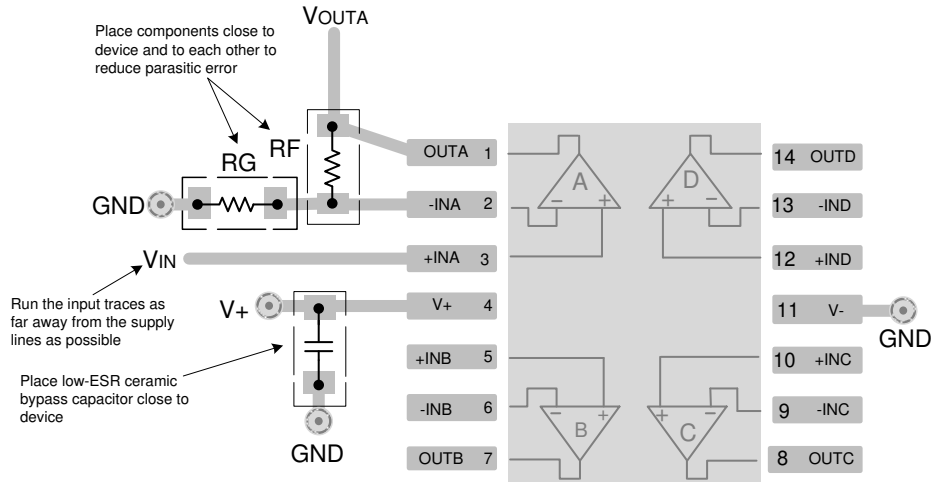 VOUTA
Place components close to
device and to each other to
reduce parasitic error
RG
RF
GND
VIN
Run the input traces as
far away from the supply
lines as possible
V+
Place low-ESR ceramic
bypass capacitor close to
device
GND
OUTA 1
-INA 2
+INA 3
V+ 4
+INB 5
-INB 6
OUTB 7
A
− +
D
+ −
B
− +
C
+ −
14 OUTD
13 -IND
12 +IND
11 V-
GND
10 +INC
9 -INC
8 OUTC